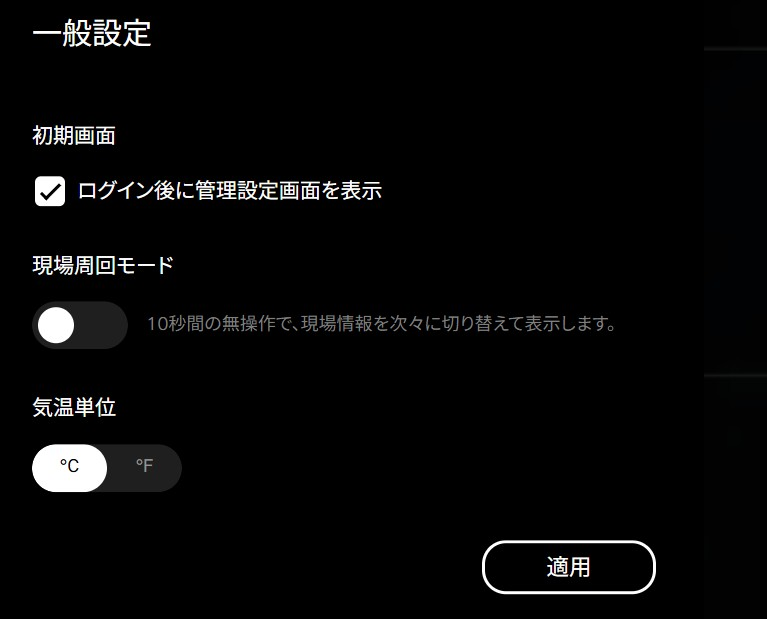 一般設定
初期画面
ログイン後に管理設定画面を表示
現場周回モード
10秒間の無操作で、現場情報を次々に切り替えて表示します。
気温単位
°C °F
適用